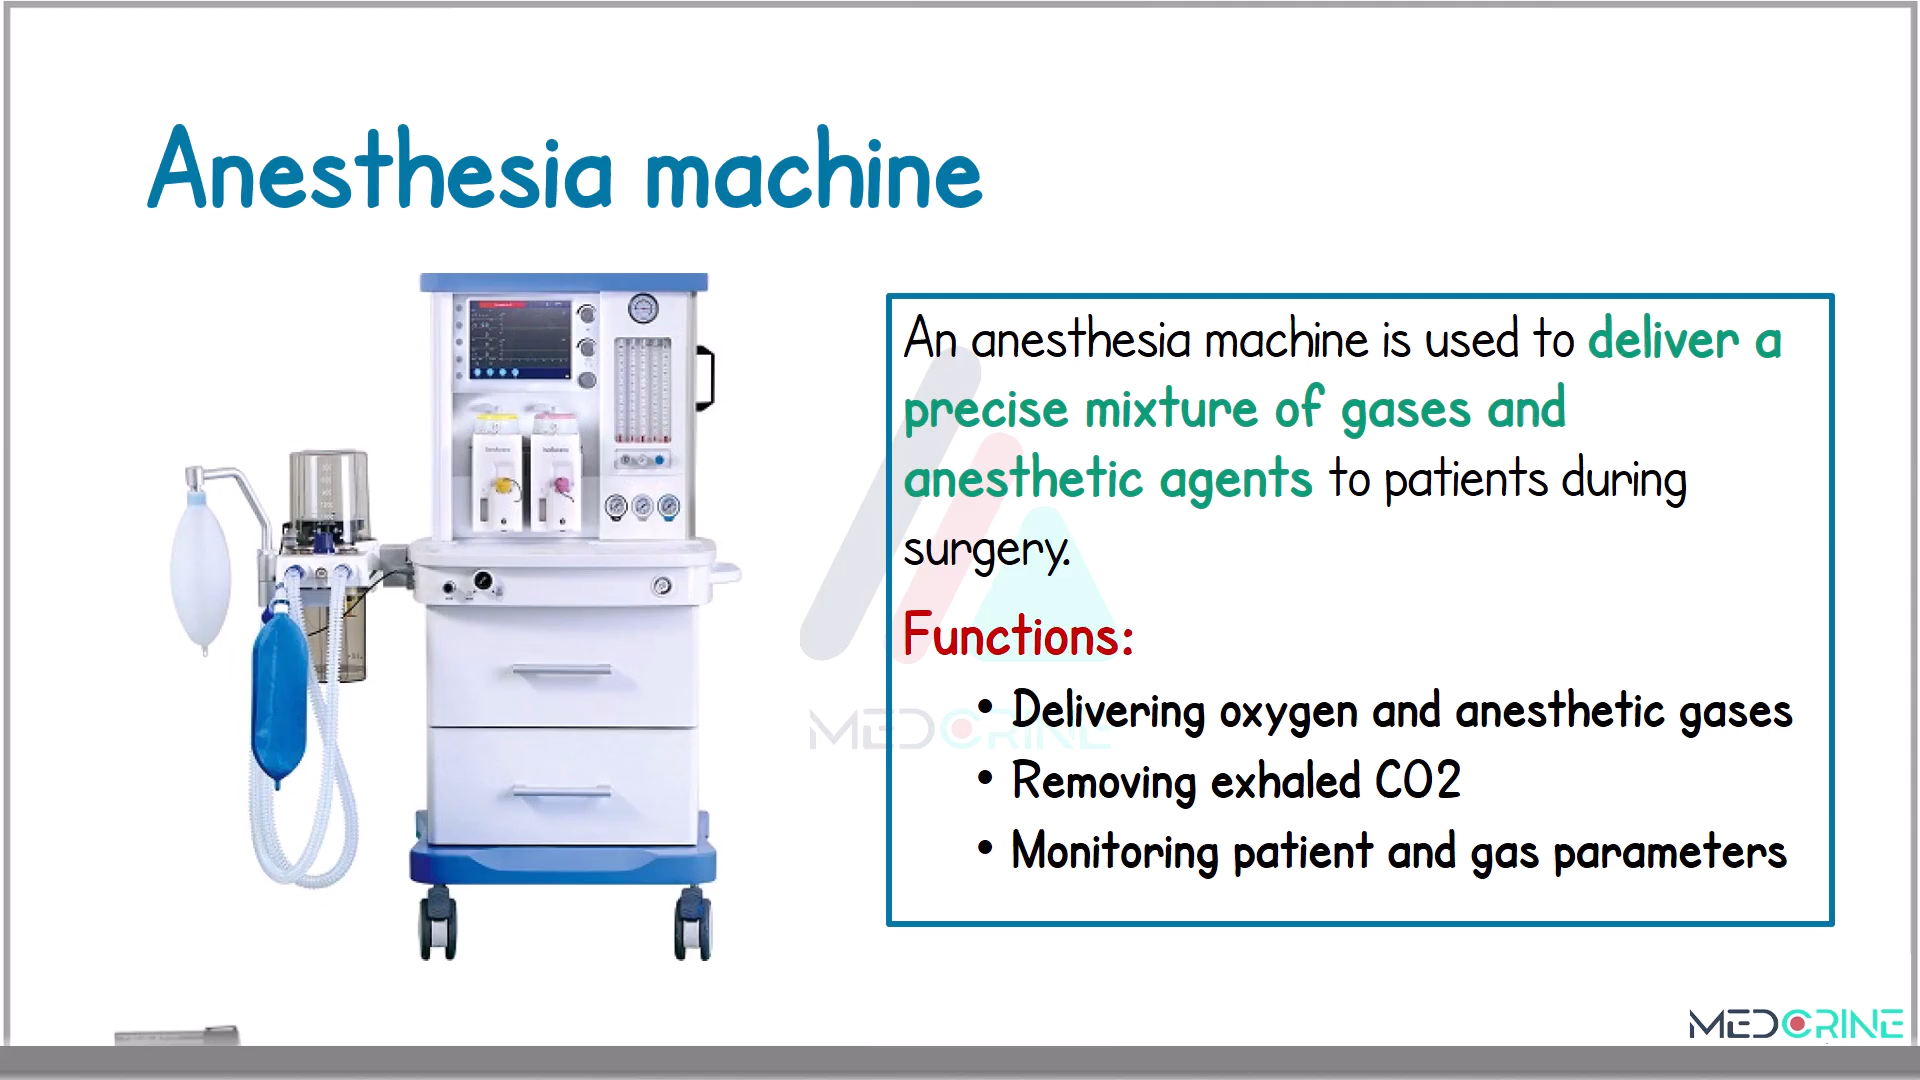 Anesthesia machine
An anesthesia machine is used to deliver a
precise mixture of gases and
anesthetic agents to patients during
surgery.
Functions:
• Delivering oxygen and anesthetic gases
• Removing exhaled CO2
• Monitoring patient and gas parameters
MEDCRINE
MEDCRINE